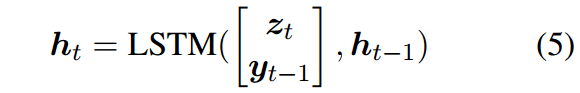 h_t = LSTM( [ z_t ; y_{t−1} ] , h_{t−1} ) (5)